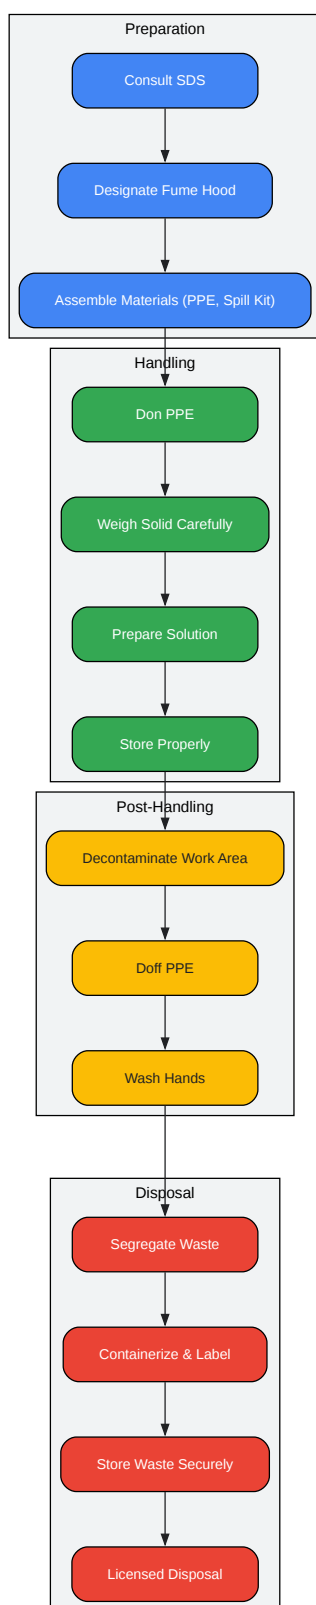 Preparation
Consult SDS
Designate Fume Hood
Assemble Materials (PPE, Spill Kit)
Handling
Don PPE
Weigh Solid Carefully
Prepare Solution
Store Properly
Post-Handling
Decontaminate Work Area
Doff PPE
Wash Hands
Disposal
Segregate Waste
Containerize & Label
Store Waste Securely
Licensed Disposal